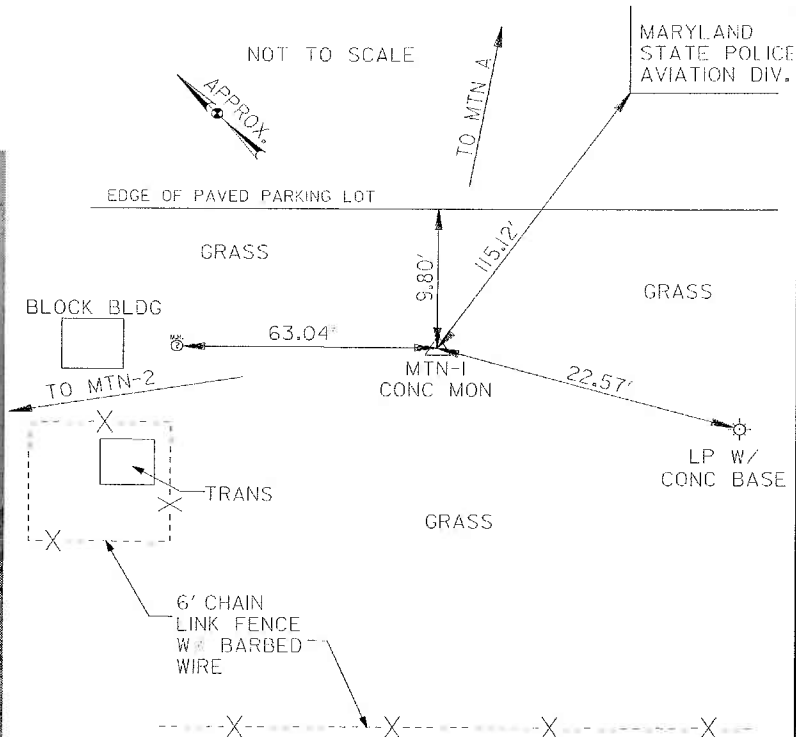 NOT TO SCALE
MARYLAND
STATE POLICE
AVIATION DIV.
APPROX.
TO MTN A
EDGE OF PAVED PARKING LOT
GRASS
9.80'
115.12'
GRASS
BLOCK BLDG
63.04'
MTN-1
CONC MON
22.57'
TO MTN-2
LP W/
CONC BASE
TRANS
GRASS
6' CHAIN
LINK FENCE
W/ BARBED
WIRE